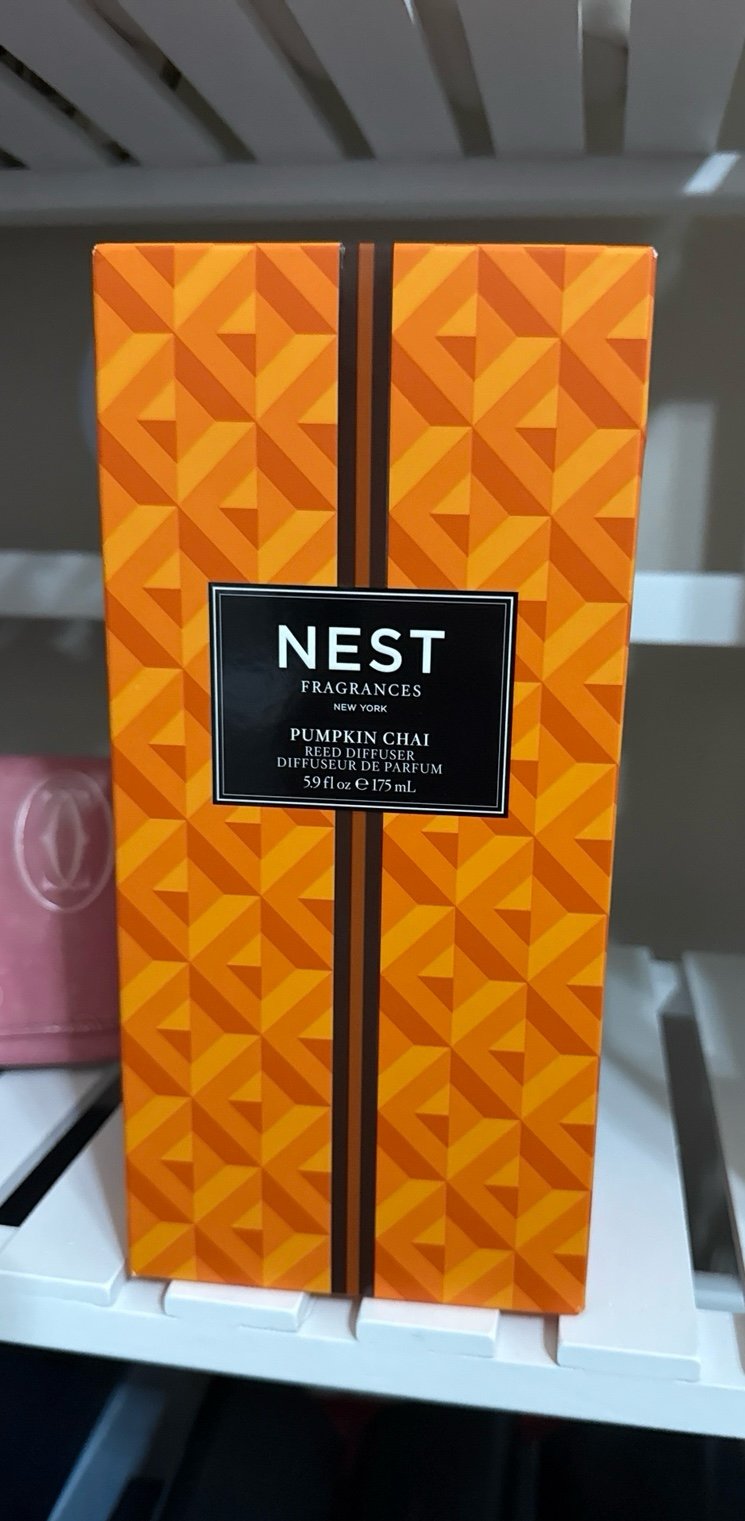 NEST
FRAGRANCES
NEW YORK
PUMPKIN CHAI
REED DIFFUSER
DIFFUSEUR DE PARFUM
5.9 fl oz ℮ 175 mL